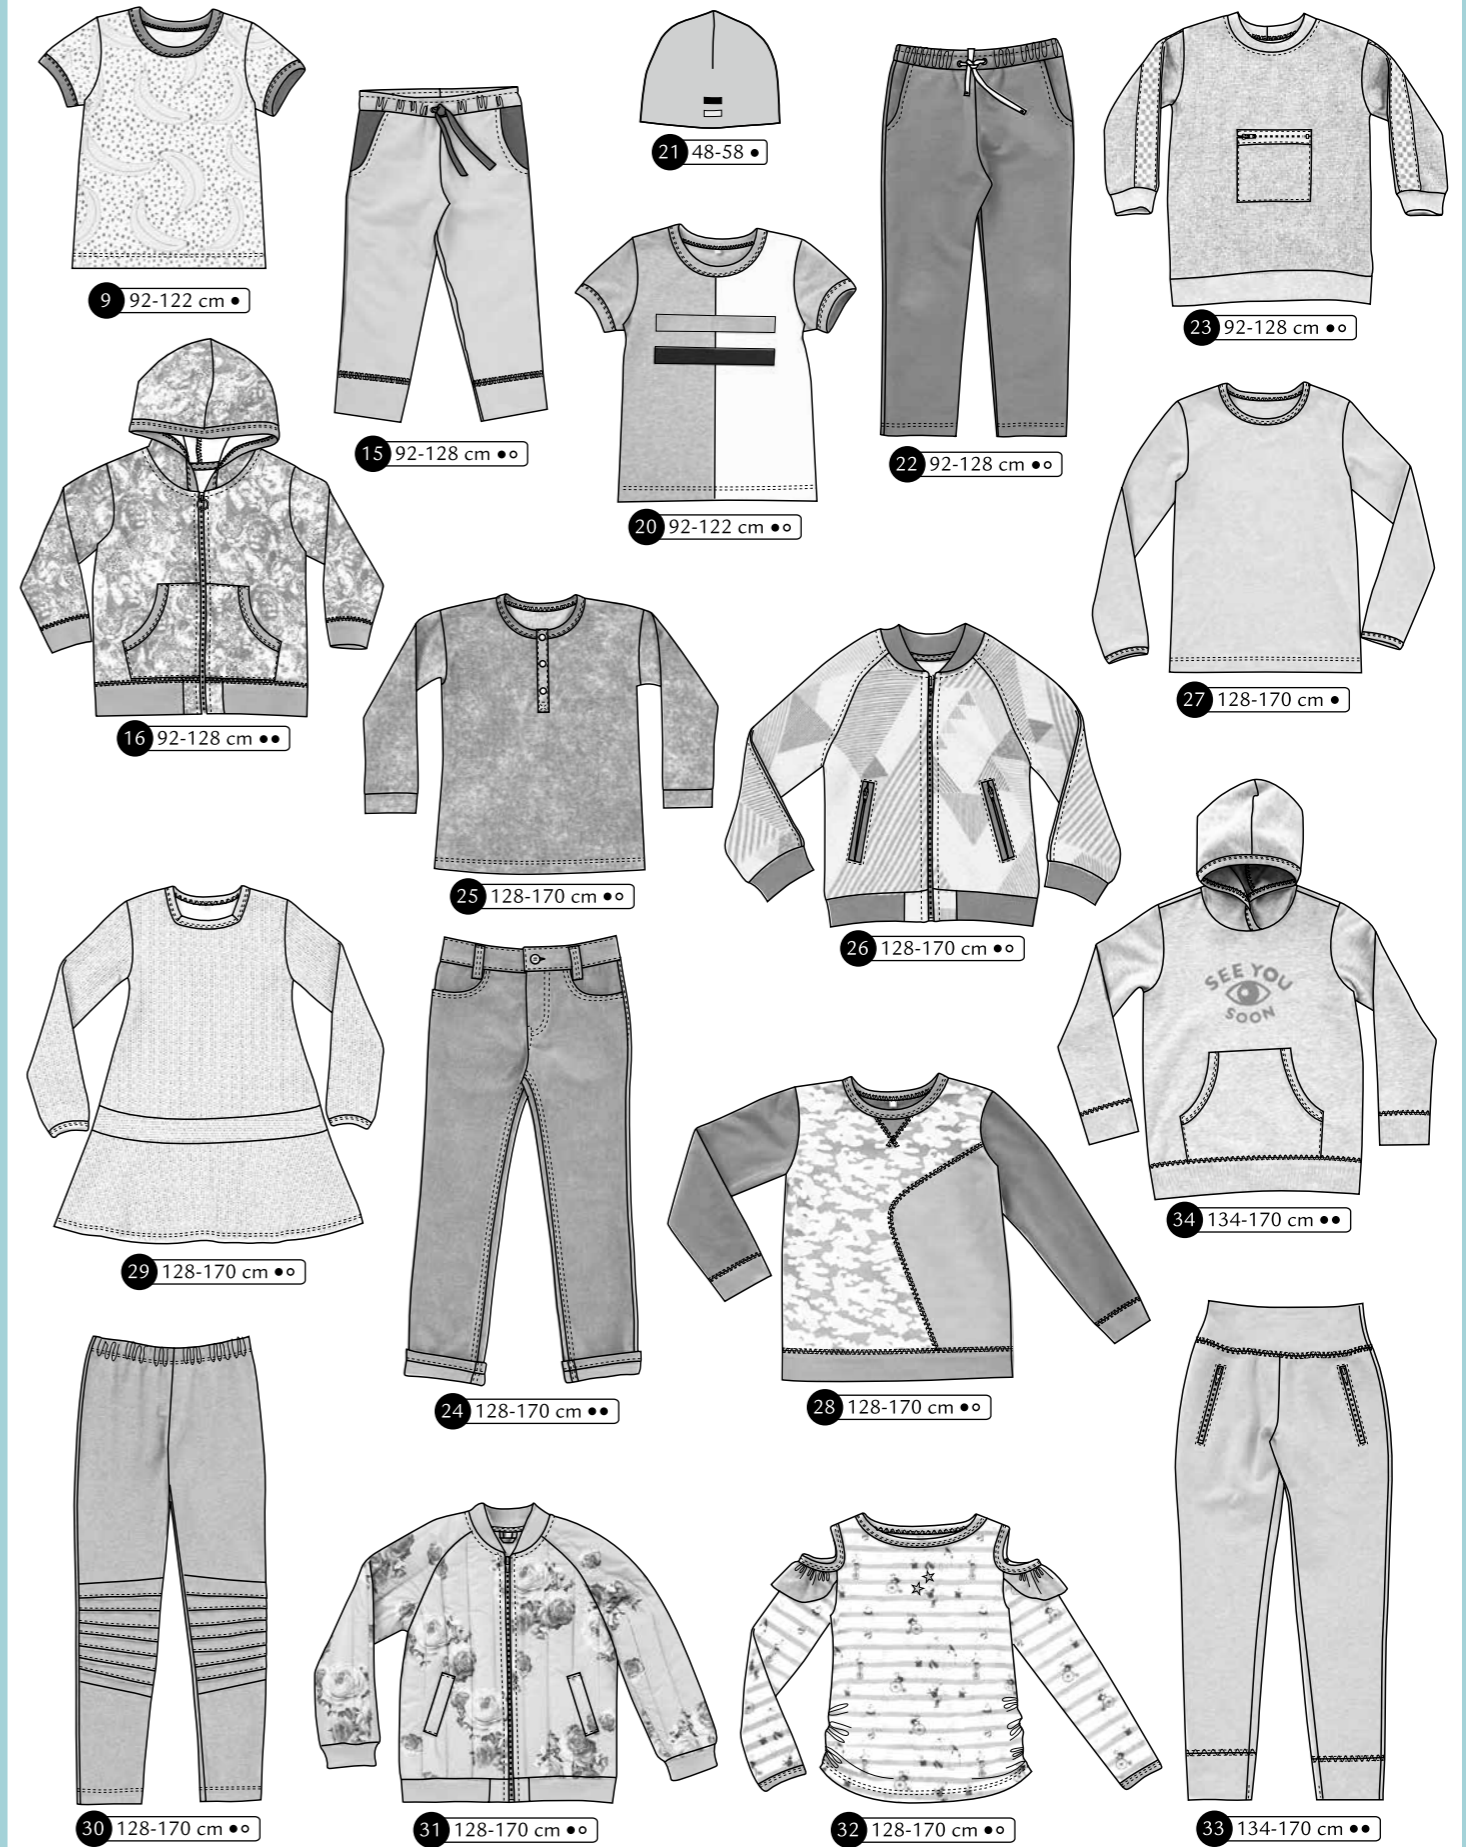 9 92-122 cm ●
15 92-128 cm ●○
21 48-58 ●
20 92-122 cm ●○
22 92-128 cm ●○
23 92-128 cm ●○
16 92-128 cm ●●
25 128-170 cm ●○
26 128-170 cm ●○
27 128-170 cm ●
SEE YOU
SOON
34 134-170 cm ●●
29 128-170 cm ●○
24 128-170 cm ●●
28 128-170 cm ●○
30 128-170 cm ●○
31 128-170 cm ●○
32 128-170 cm ●○
33 134-170 cm ●●